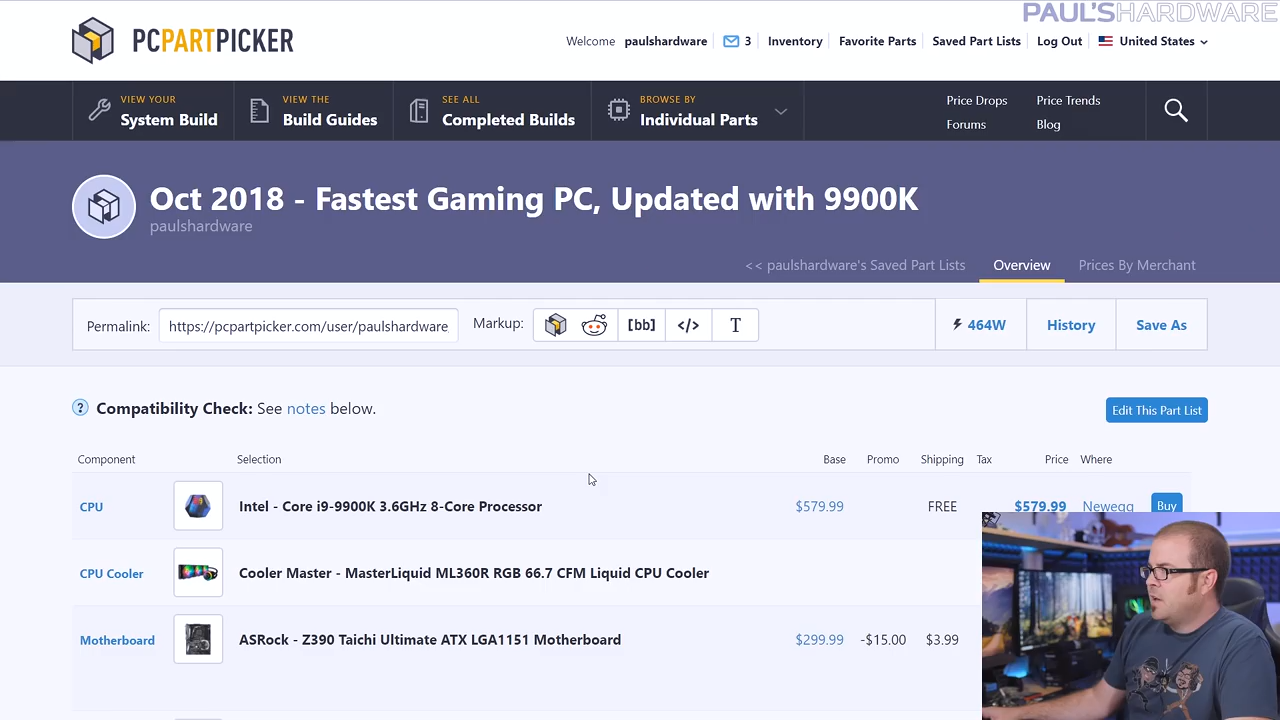 PAUL'SHARDWARE
PCPARTPICKER
Welcome paulshardware 3 Inventory Favorite Parts Saved Part Lists Log Out United States
VIEW YOUR
System Build
VIEW THE
Build Guides
SEE ALL
Completed Builds
BROWSE BY
Individual Parts
Price Drops Price Trends
Forums Blog
Oct 2018 - Fastest Gaming PC, Updated with 9900K
paulshardware
<< paulshardware's Saved Part Lists Overview Prices By Merchant
Permalink: https://pcpartpicker.com/user/paulshardware Markup: [bb] </> T 464W History Save As
? Compatibility Check: See notes below. Edit This Part List
Component Selection Base Promo Shipping Tax Price Where
CPU Intel - Core i9-9900K 3.6GHz 8-Core Processor $579.99 FREE $579.99 Newegg Buy
CPU Cooler Cooler Master - MasterLiquid ML360R RGB 66.7 CFM Liquid CPU Cooler
Motherboard ASRock - Z390 Taichi Ultimate ATX LGA1151 Motherboard $299.99 -$15.00 $3.99